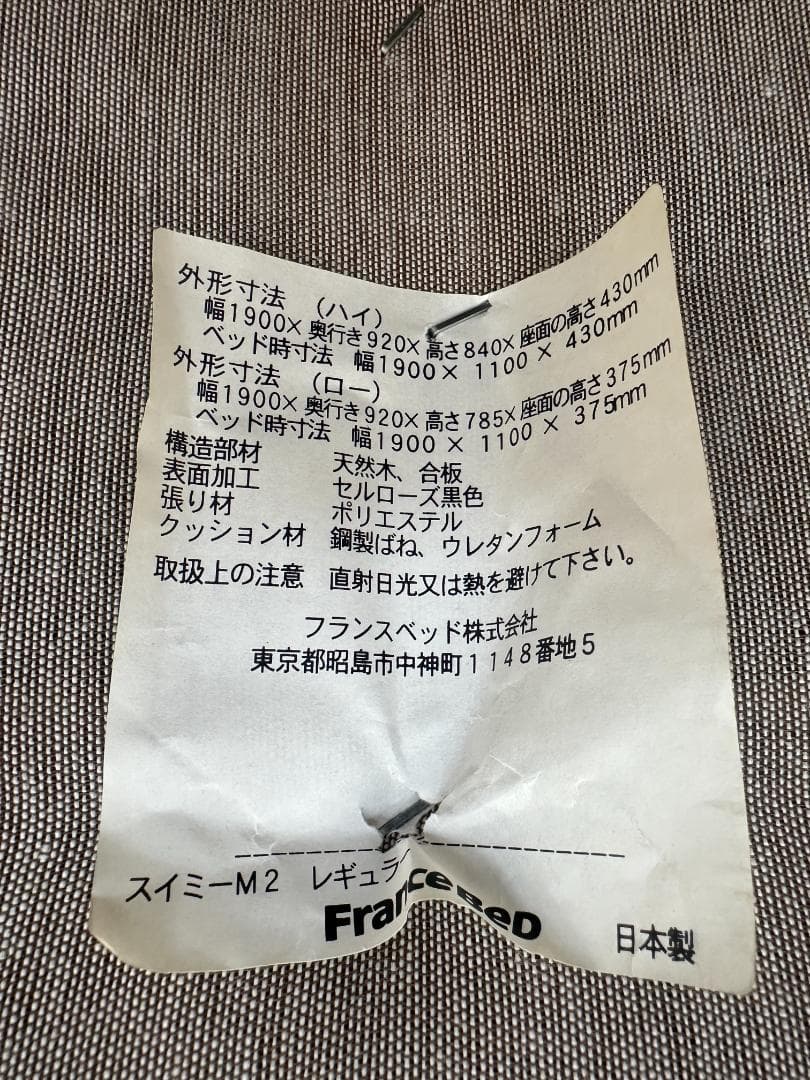 外形寸法 （ハイ）
幅1900× 奥行き920× 高さ840× 座面の高さ430mm
ベッド時寸法 幅1900 × 1100 × 430mm
外形寸法 （ロー）
幅1900× 奥行き920× 高さ785× 座面の高さ375mm
ベッド時寸法 幅1900 × 1100 × 375mm
構造部材 天然木、合板
表面加工 セルローズ黒色
張り材 ポリエステル
クッション材 鋼製ばね、ウレタンフォーム
取扱上の注意 直射日光又は熱を避けて下さい。
フランスベッド株式会社
東京都昭島市中神町1148番地5
スイミーM2 レギュラー
FranceBeD
日本製